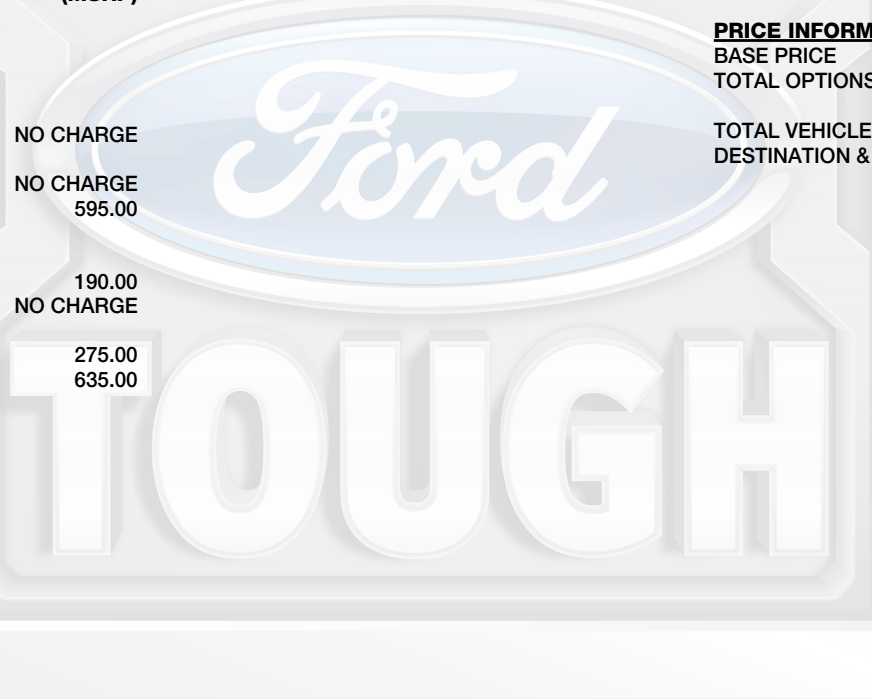 PRICE INFORM
BASE PRICE
TOTAL OPTIONS
TOTAL VEHICLE
DESTINATION &
NO CHARGE
NO CHARGE
595.00
190.00
NO CHARGE
275.00
635.00
Ford
TOUGH